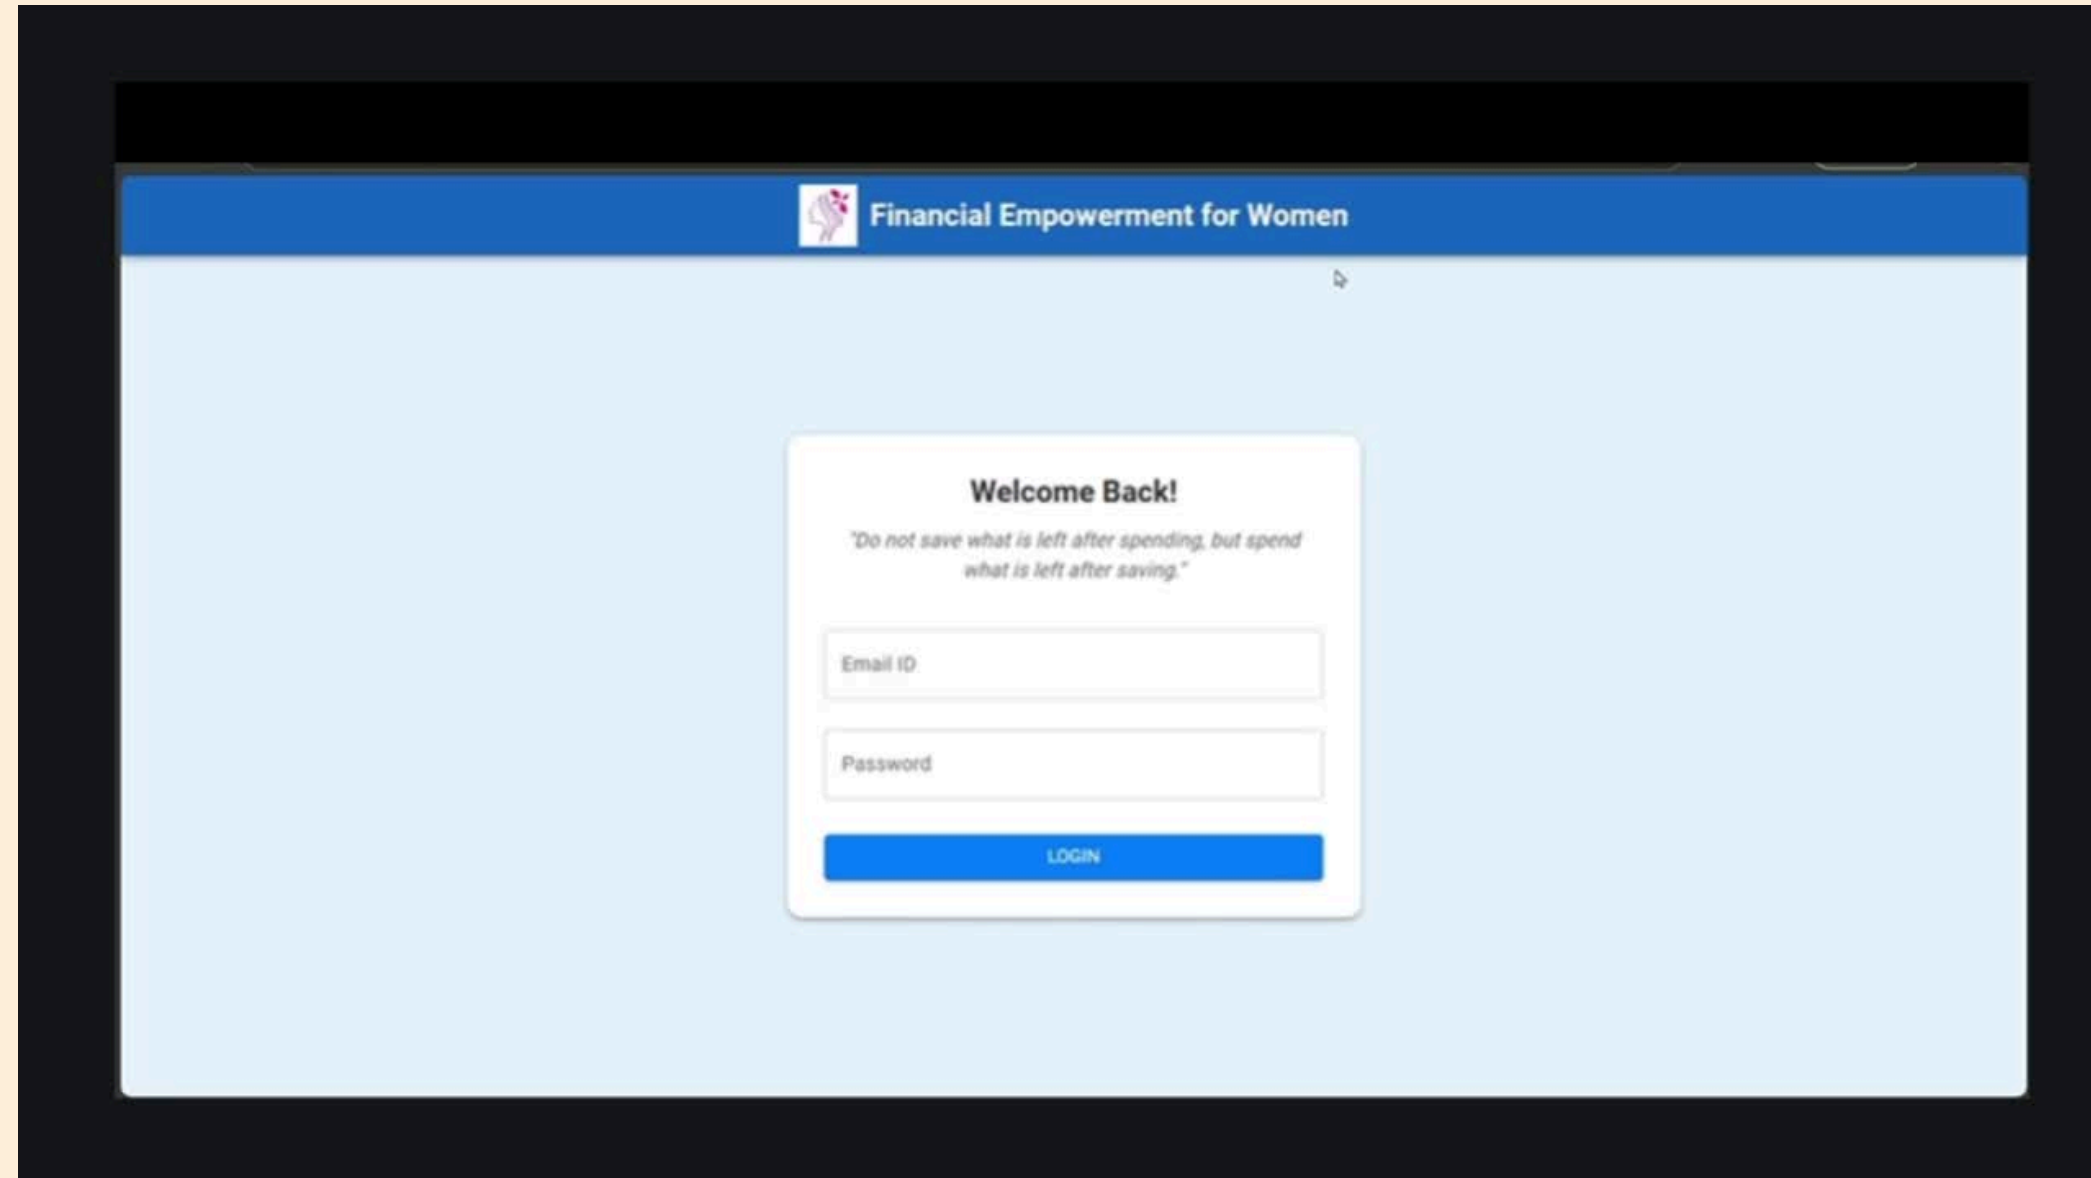 Financial Empowerment for Women
Welcome Back!
"Do not save what is left after spending, but spend
what is left after saving."
Email ID
Password
LOGIN